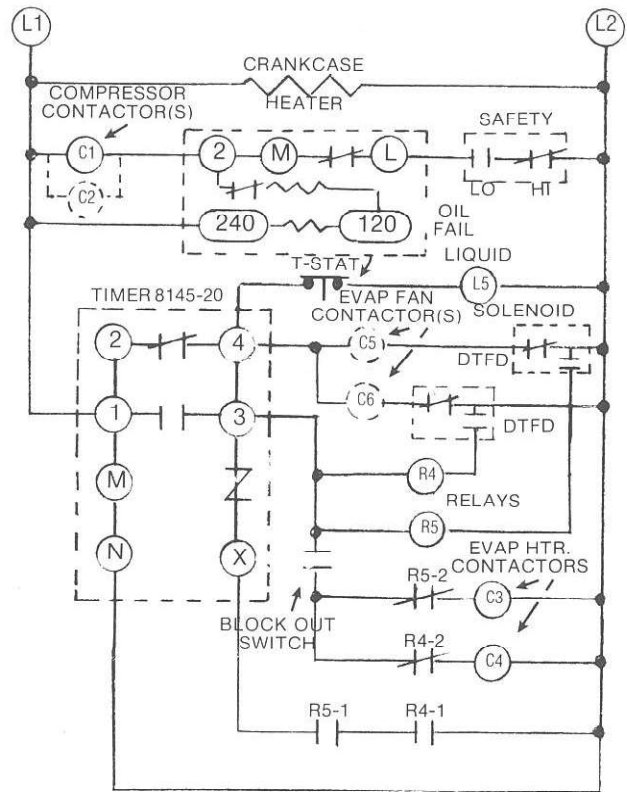 L1
L2
CRANKCASE
HEATER
COMPRESSOR
CONTACTOR(S)
SAFETY
C1
2
M
L
C2
LO
HI
240
120
OIL
FAIL
T-STAT
LIQUID
L5
SOLENOID
EVAP FAN
CONTACTOR(S)
TIMER 8145-20
2
4
C5
DTFD
1
3
C6
DTFD
M
R4
RELAYS
N
X
R5
EVAP HTR.
CONTACTORS
R5-2
C3
BLOCK OUT
SWITCH
R4-2
C4
R5-1
R4-1